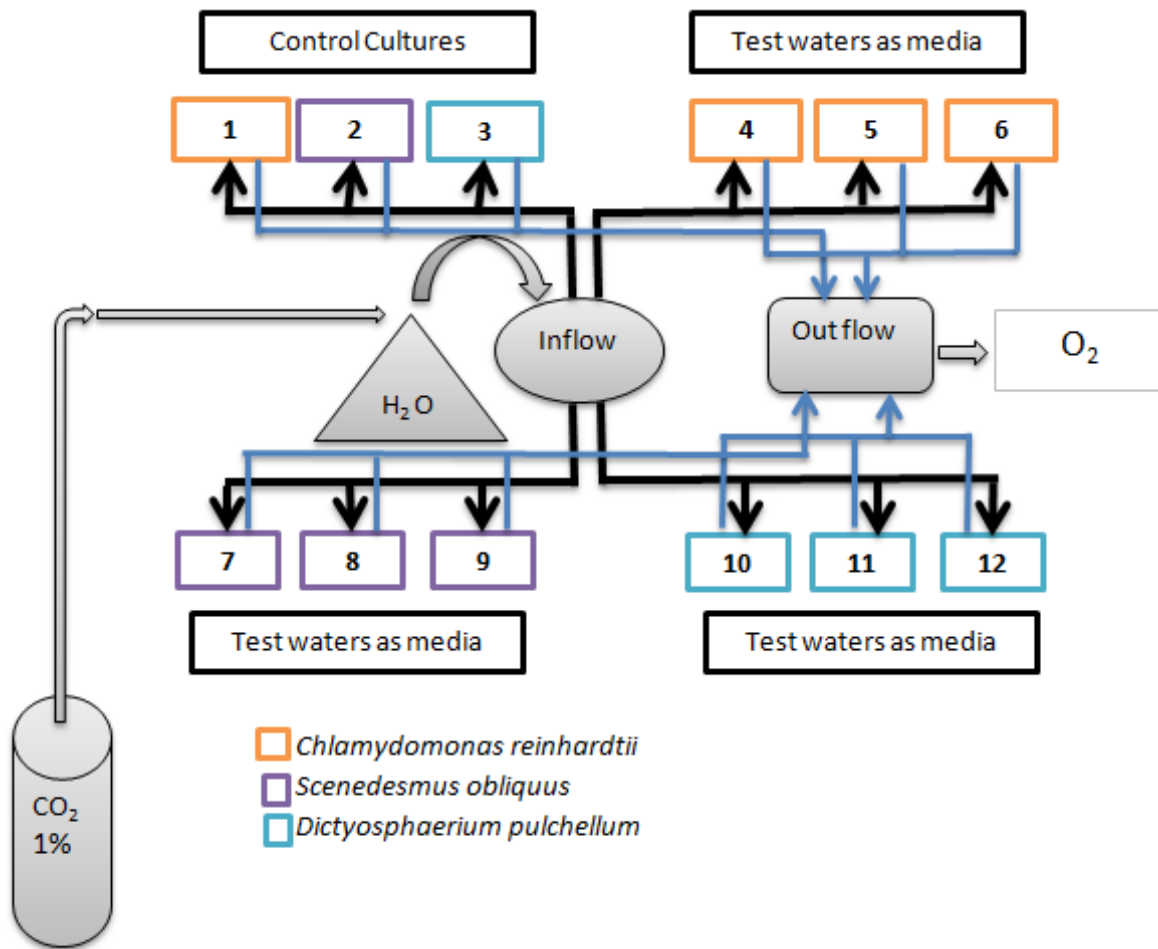 Control Cultures
Test waters as media
1
2
3
4
5
6
Inflow
Out flow
O₂
H₂ O
7
8
9
10
11
12
Test waters as media
Test waters as media
Chlamydomonas reinhardtii
Scenedesmus obliquus
Dictyosphaerium pulchellum
CO₂
1%